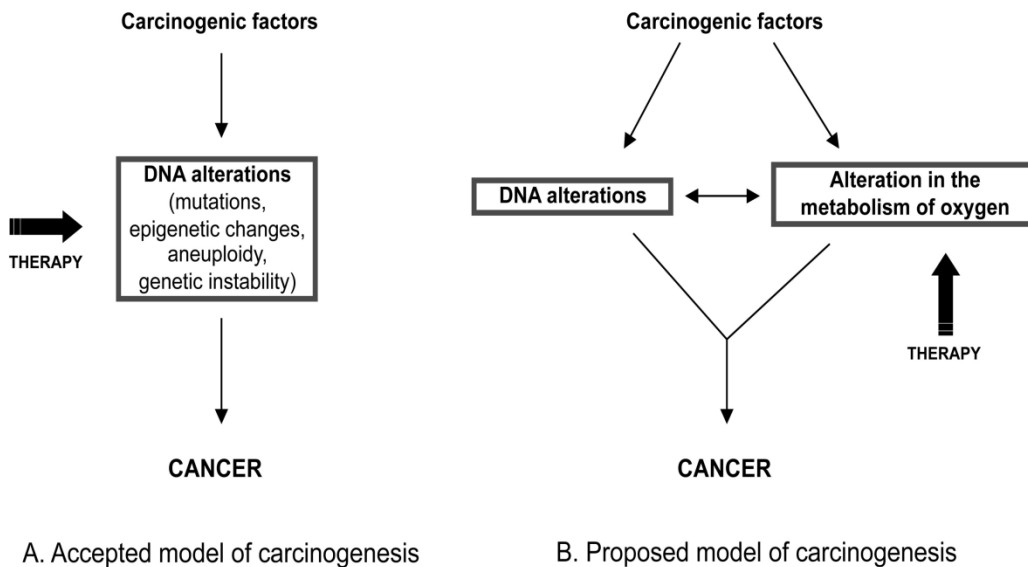 Carcinogenic factors
DNA alterations
(mutations,
epigenetic changes,
aneuploidy,
genetic instability)
THERAPY
CANCER
A. Accepted model of carcinogenesis
Carcinogenic factors
DNA alterations
Alteration in the
metabolism of oxygen
THERAPY
CANCER
B. Proposed model of carcinogenesis